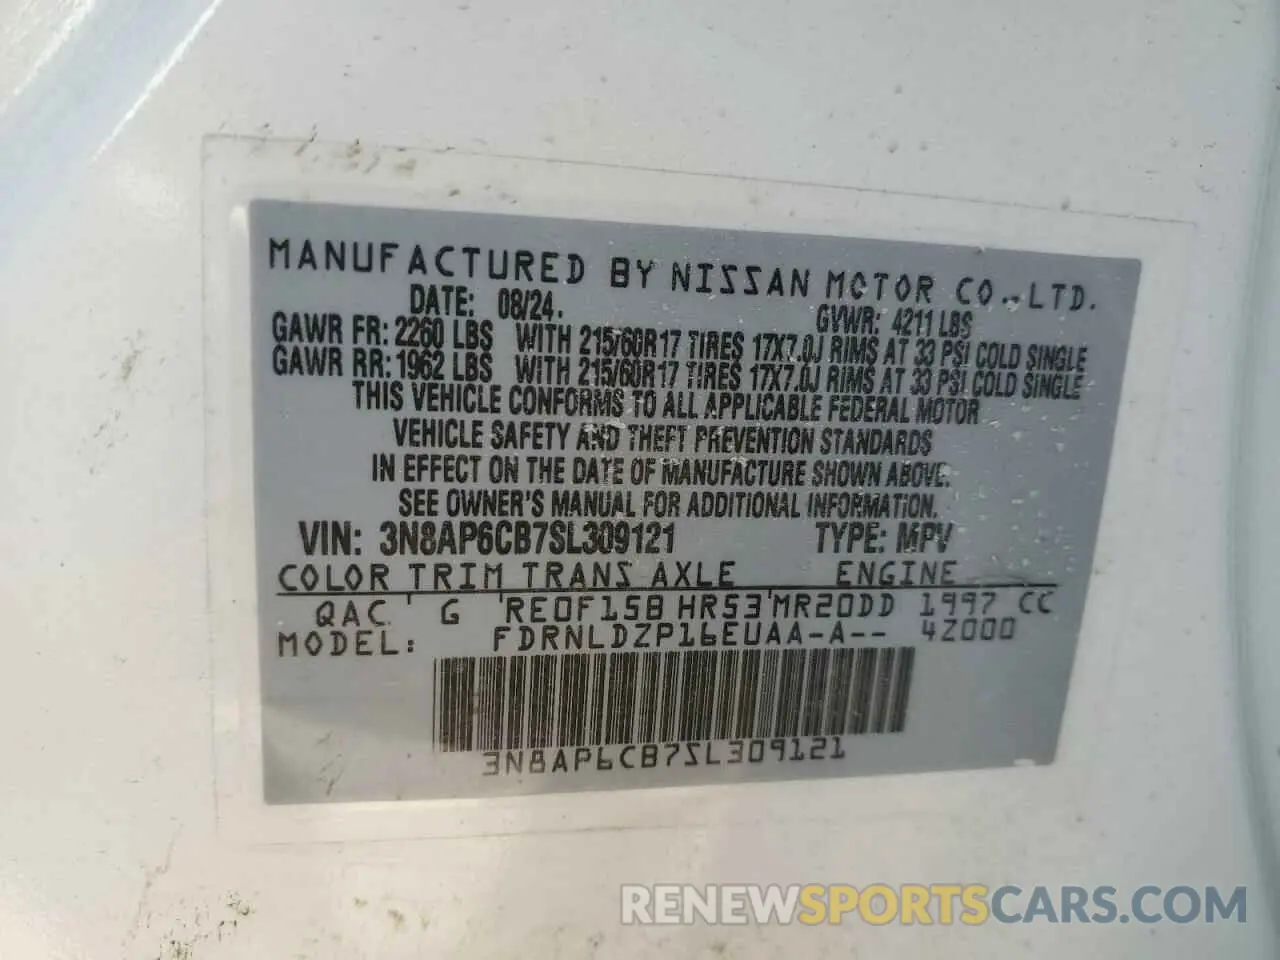 MANUFACTURED BY NISSAN MOTOR CO.,LTD.
DATE: 08/24. GVWR: 4211 LBS
GAWR FR: 2260 LBS WITH 215/60R17 TIRES 17X7.0J RIMS AT 33 PSI COLD SINGLE
GAWR RR: 1962 LBS WITH 215/60R17 TIRES 17X7.0J RIMS AT 33 PSI COLD SINGLE
THIS VEHICLE CONFORMS TO ALL APPLICABLE FEDERAL MOTOR
VEHICLE SAFETY AND THEFT PREVENTION STANDARDS
IN EFFECT ON THE DATE OF MANUFACTURE SHOWN ABOVE.
SEE OWNER'S MANUAL FOR ADDITIONAL INFORMATION.
VIN: 3N8AP6CB7SL309121 TYPE: MPV
COLOR TRIM TRANS AXLE ENGINE
QAC G RE0F15B HR53 MR20DD 1997 CC
MODEL: FDRNLDZP16EUAA-A-- 42000
3N8AP6CB7SL309121
RENEWSPORTSCARS.COM